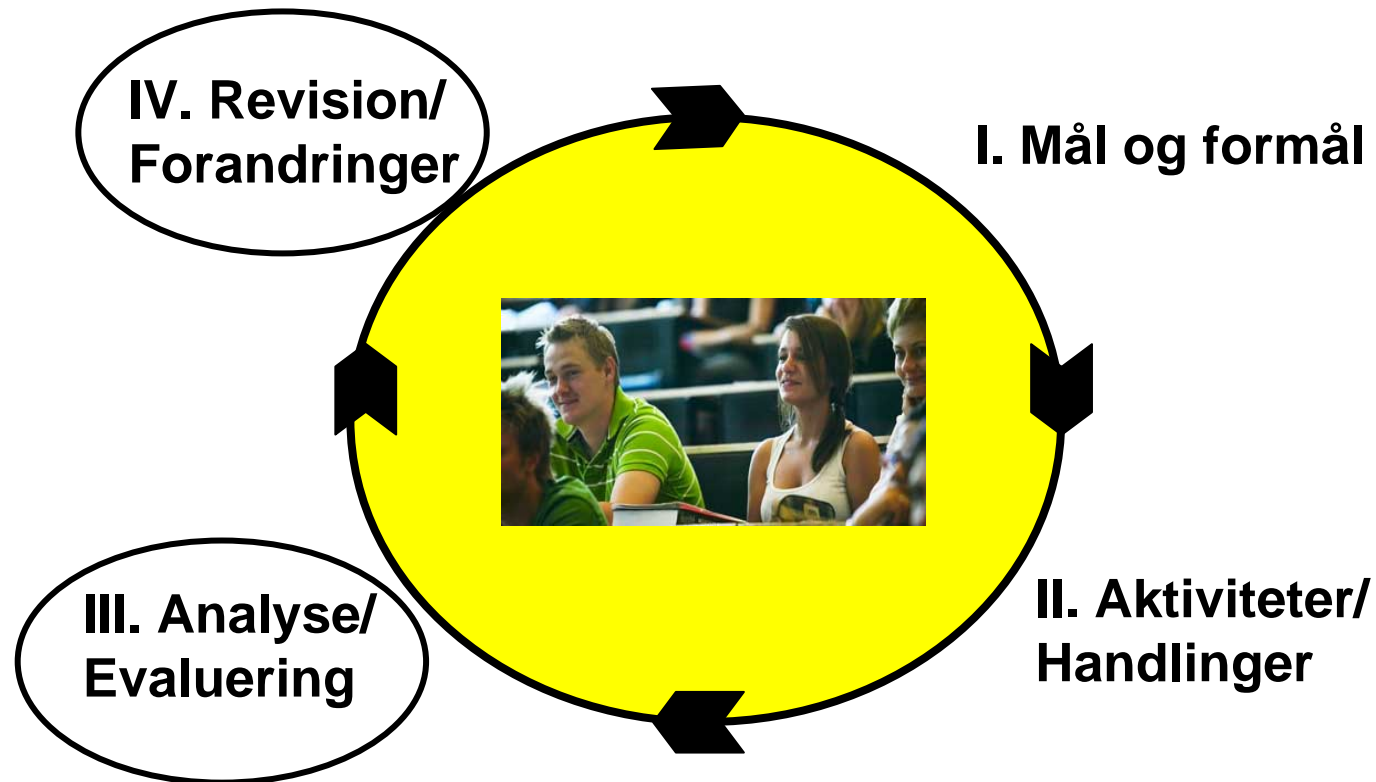 IV. Revision/
Forandringer
I. Mål og formål
III. Analyse/
Evaluering
II. Aktiviteter/
Handlinger